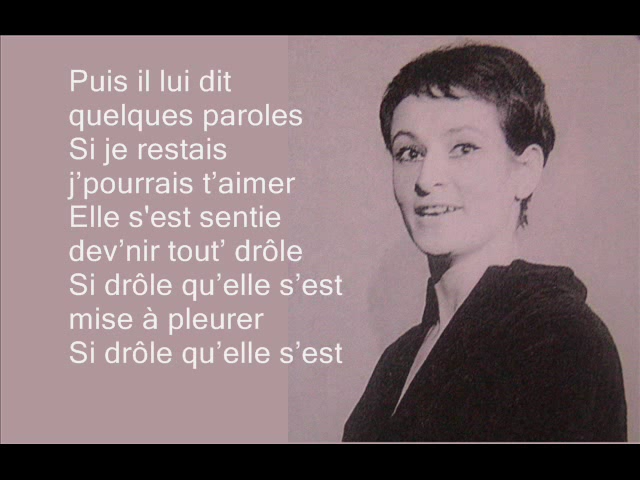 Puis il lui dit
quelques paroles
Si je restais
j’pourrais t’aimer
Elle s'est sentie
dev’nir tout’ drôle
Si drôle qu’elle s’est
mise à pleurer
Si drôle qu’elle s’est